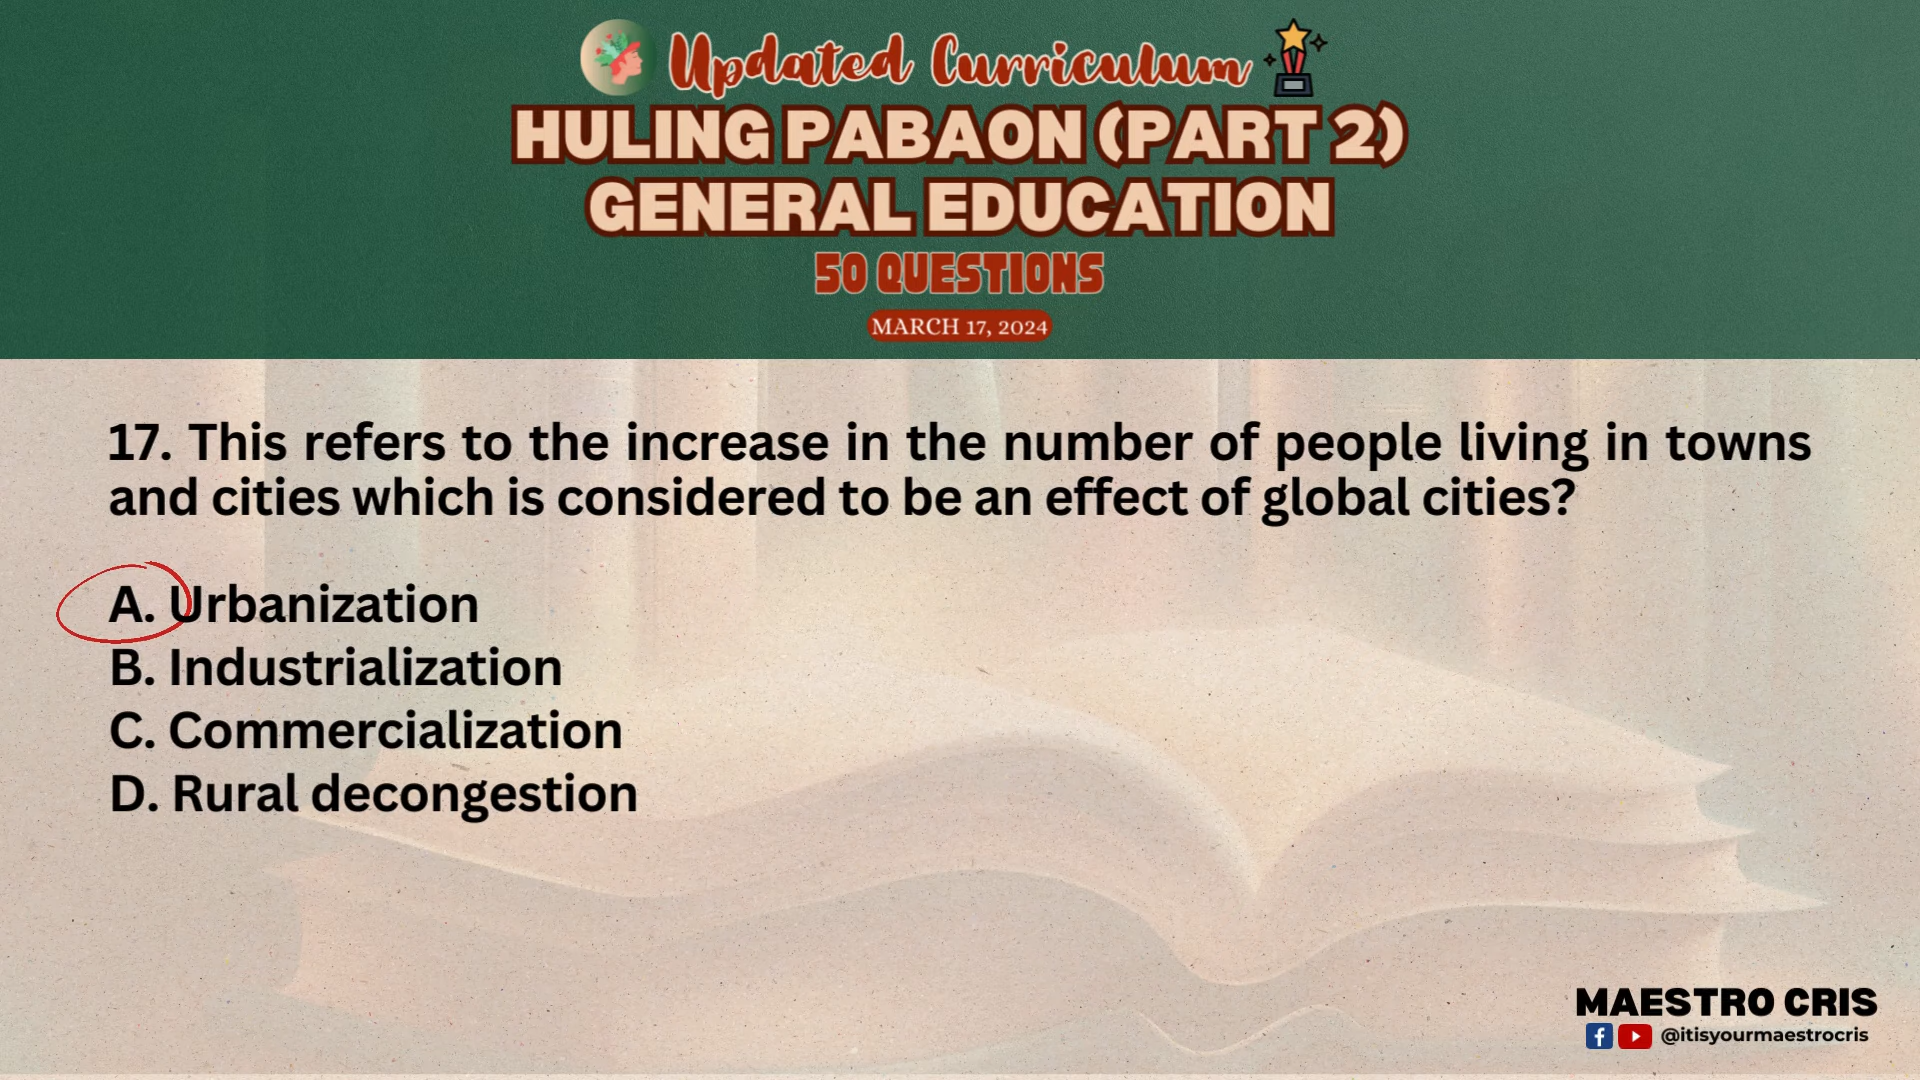 Updated Curriculum
HULING PABAON (PART 2)
GENERAL EDUCATION
50 QUESTIONS
MARCH 17, 2024
17. This refers to the increase in the number of people living in towns
and cities which is considered to be an effect of global cities?
A. Urbanization
B. Industrialization
C. Commercialization
D. Rural decongestion
MAESTRO CRIS
@itisyourmaestrocris